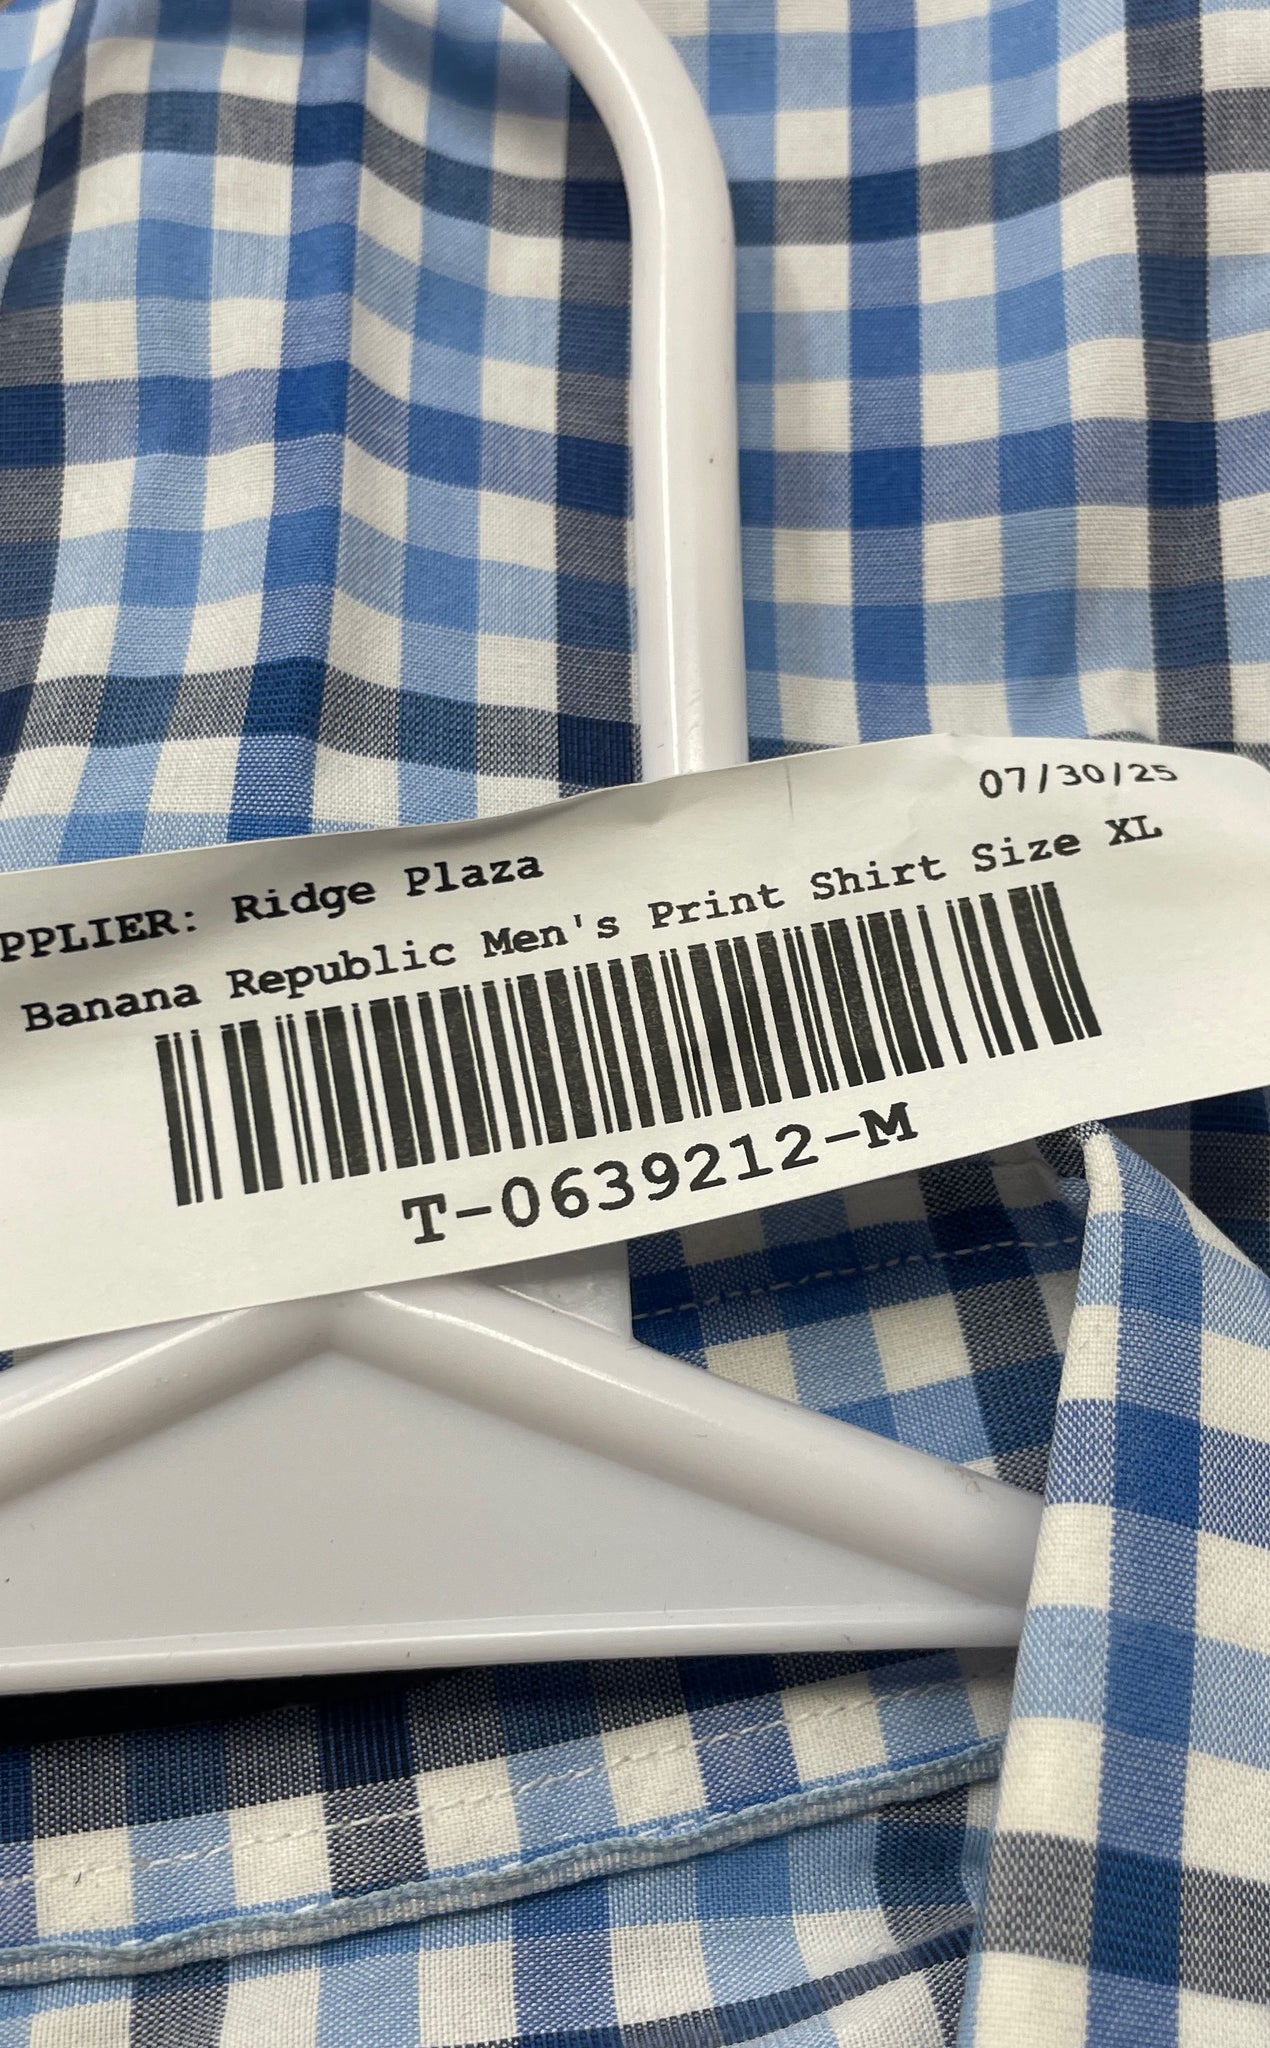 07/30/25
PPLIER: Ridge Plaza
Banana Republic Men's Print Shirt Size XL
T-0639212-M